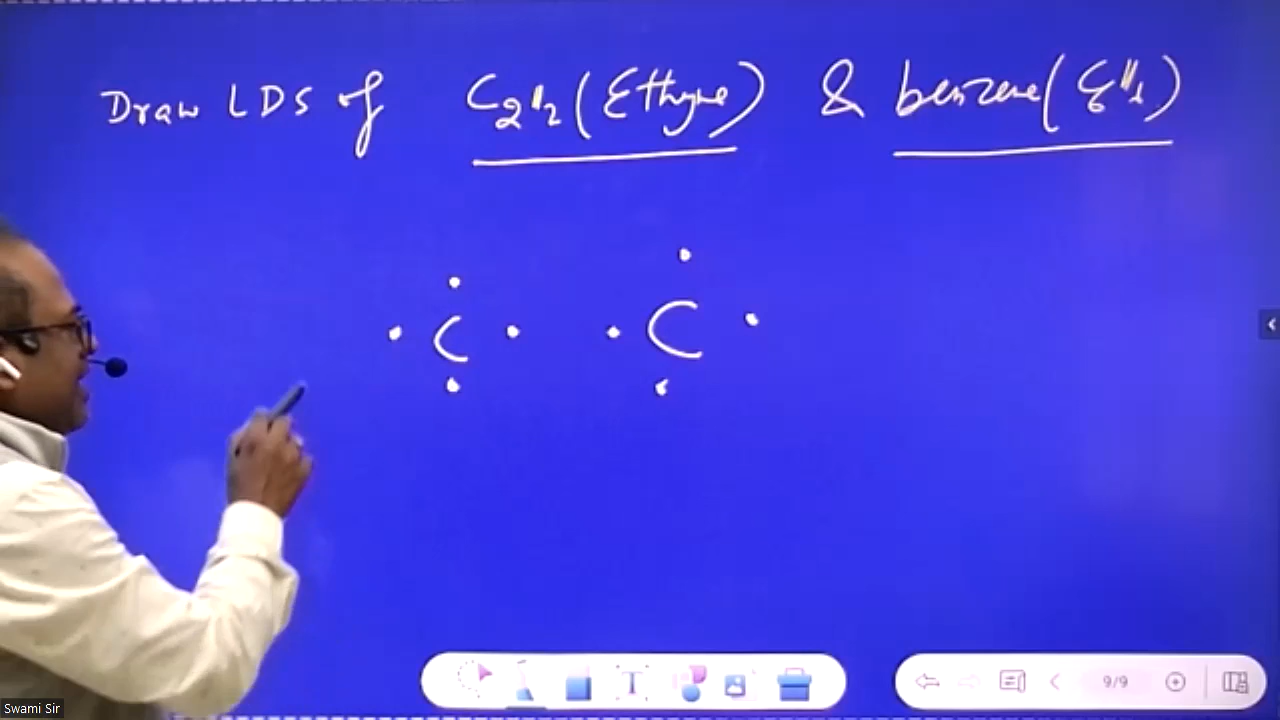 Draw LDS of C2H2 (Ethyne) & benzene (C6H6)
C C
T
9/9
Swami Sir